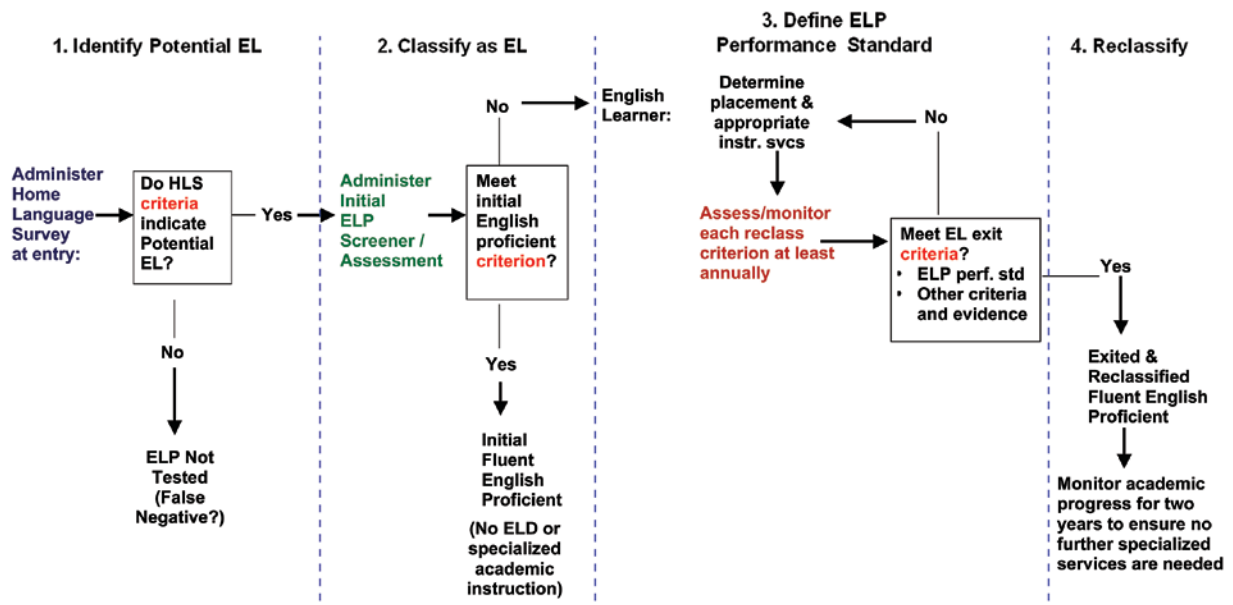 1. Identify Potential EL
Administer
Home
Language
Survey
at entry:
Do HLS
criteria
indicate
Potential
EL?
Yes
No
ELP Not
Tested
(False
Negative?)
2. Classify as EL
Administer
Initial
ELP
Screener /
Assessment
Meet
initial
English
proficient
criterion?
No
English
Learner:
Yes
Initial
Fluent
English
Proficient
(No ELD or
specialized
academic
instruction)
3. Define ELP
Performance Standard
Determine
placement &
appropriate
instr. svcs
No
Assess/monitor
each reclass
criterion at least
annually
Meet EL exit
criteria?
• ELP perf. std
• Other criteria
and evidence
4. Reclassify
Yes
Exited &
Reclassified
Fluent English
Proficient
Monitor academic
progress for two
years to ensure no
further specialized
services are needed